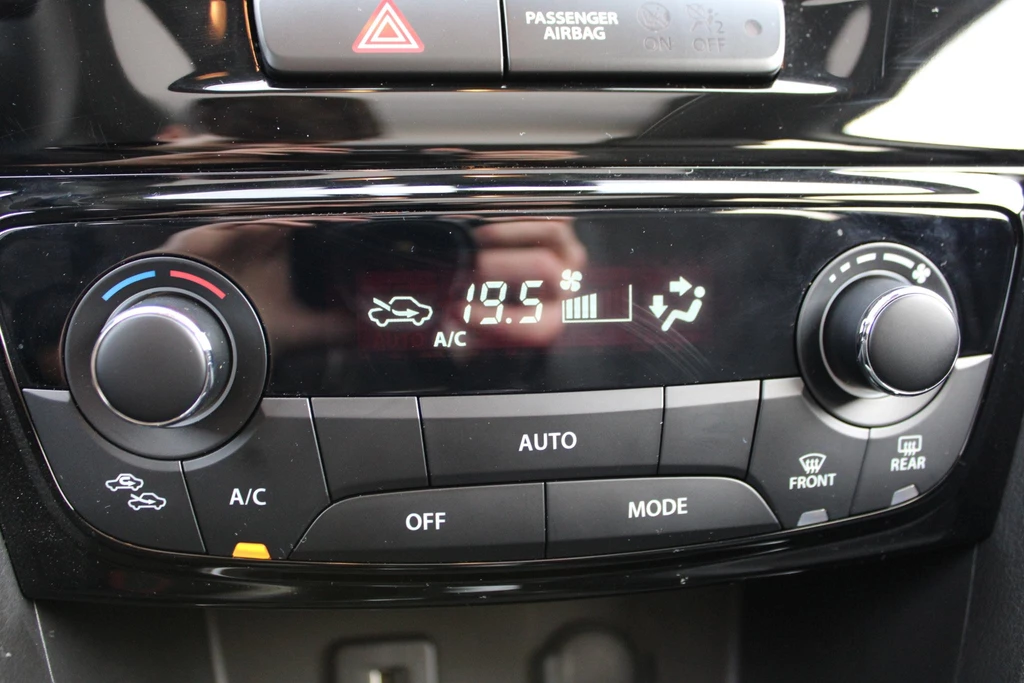 PASSENGER
AIRBAG
ON OFF
19.5
A/C
AUTO
A/C
OFF
MODE
FRONT
REAR